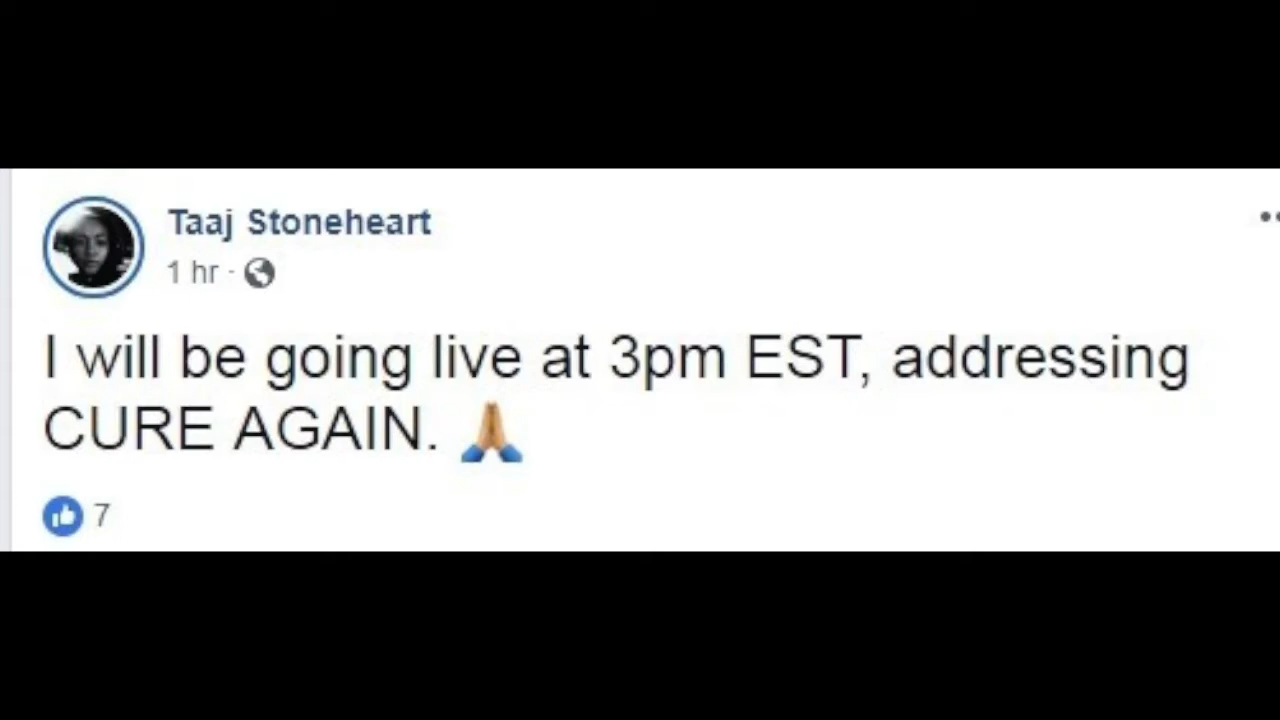 Taaj Stoneheart
1 hr ·
I will be going live at 3pm EST, addressing
CURE AGAIN. 🙏🏽
7